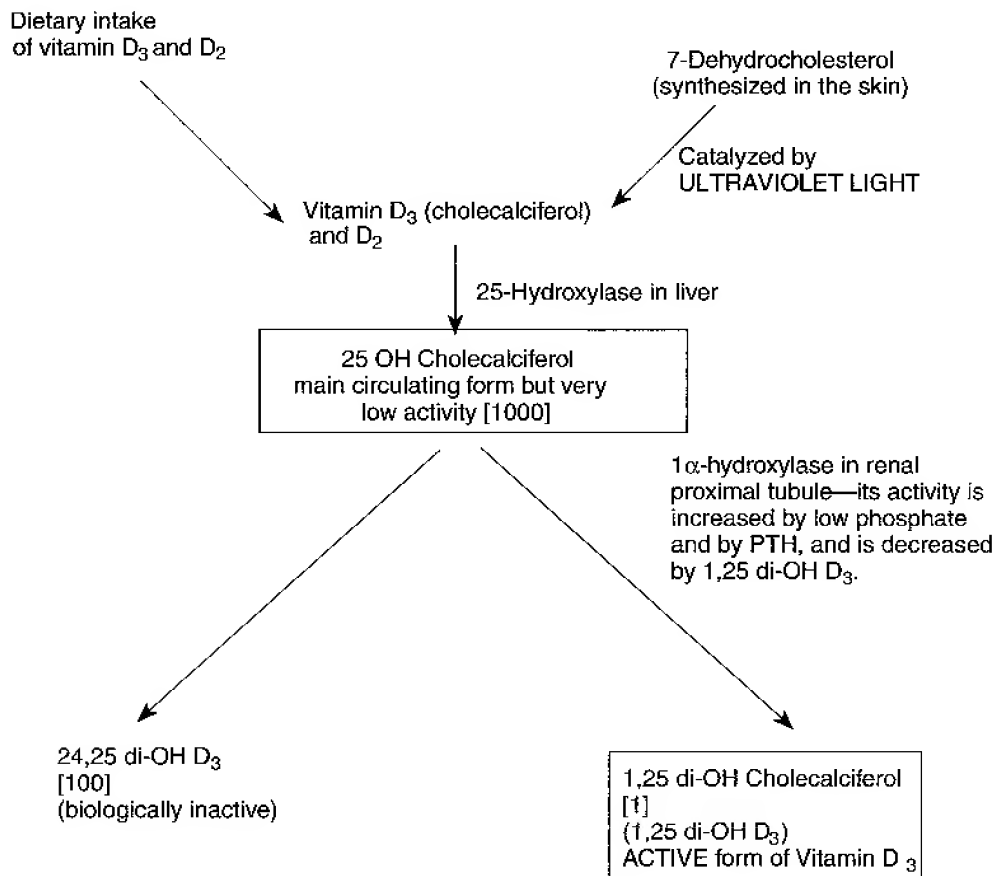 Dietary intake
of vitamin D₃ and D₂
7-Dehydrocholesterol
(synthesized in the skin)
Catalyzed by
ULTRAVIOLET LIGHT
Vitamin D₃ (cholecalciferol)
and D₂
25-Hydroxylase in liver
25 OH Cholecalciferol
main circulating form but very
low activity [1000]
1α-hydroxylase in renal
proximal tubule—its activity is
increased by low phosphate
and by PTH, and is decreased
by 1,25 di-OH D₃.
24,25 di-OH D₃
[100]
(biologically inactive)
1,25 di-OH Cholecalciferol
[1]
(1,25 di-OH D₃)
ACTIVE form of Vitamin D ₃